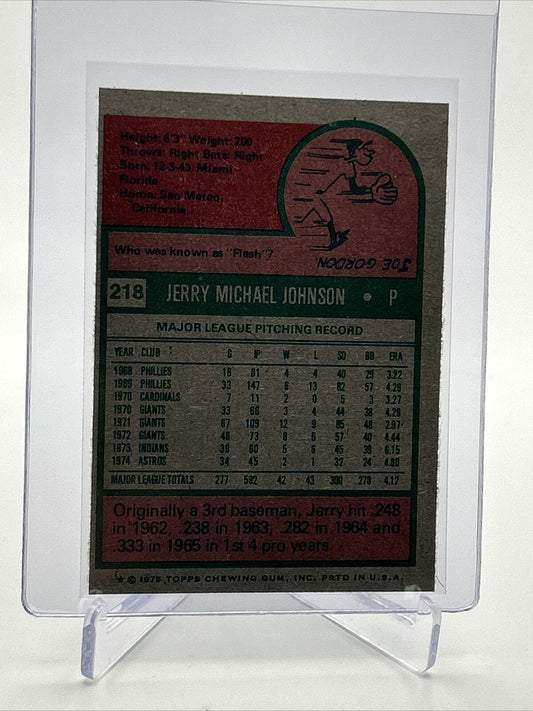 Height: 6'3" Weight: 200
Throws: Right Bats: Right
Born: 12-3-43, Miami,
Florida
Home: San Mateo,
California
Who was known as "Flash"?
JOE GORDON
218 JERRY MICHAEL JOHNSON • P
MAJOR LEAGUE PITCHING RECORD
YEAR CLUB G IP W L SO BB ERA
1968 PHILLIES 16 81 4 4 40 29 3.22
1969 PHILLIES 33 147 6 13 82 57 4.28
1970 CARDINALS 7 11 2 0 5 3 3.27
1970 GIANTS 33 66 3 4 44 38 4.28
1971 GIANTS 67 109 12 9 85 48 2.97
1972 GIANTS 48 73 8 6 57 40 4.44
1973 INDIANS 39 60 5 6 45 39 6.15
1974 ASTROS 34 45 2 1 32 24 4.80
MAJOR LEAGUE TOTALS 277 592 42 43 390 278 4.12
Originally a 3rd baseman, Jerry hit .248
in 1962, .238 in 1963, .282 in 1964 and
.333 in 1965 in 1st 4 pro years.
★ © 1975 TOPPS CHEWING GUM, INC. PRTD IN U.S.A.